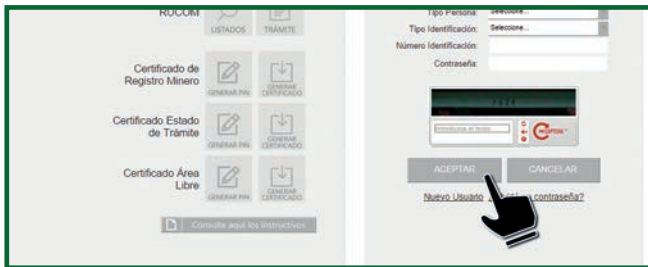 RUCOM
LISTADOS
TRÁMITE
Certificado de
Registro Minero
GENERAR PIN
GENERAR
CERTIFICADO
Certificado Estado
de Trámite
GENERAR PIN
GENERAR
CERTIFICADO
Certificado Área
Libre
GENERAR PIN
GENERAR
CERTIFICADO
Consulte aquí los instructivos
Tipo Persona:
Seleccione...
Tipo Identificación:
Seleccione...
Número Identificación:
Contraseña:
ACEPTAR
CANCELAR
Nuevo Usuario
contraseña?